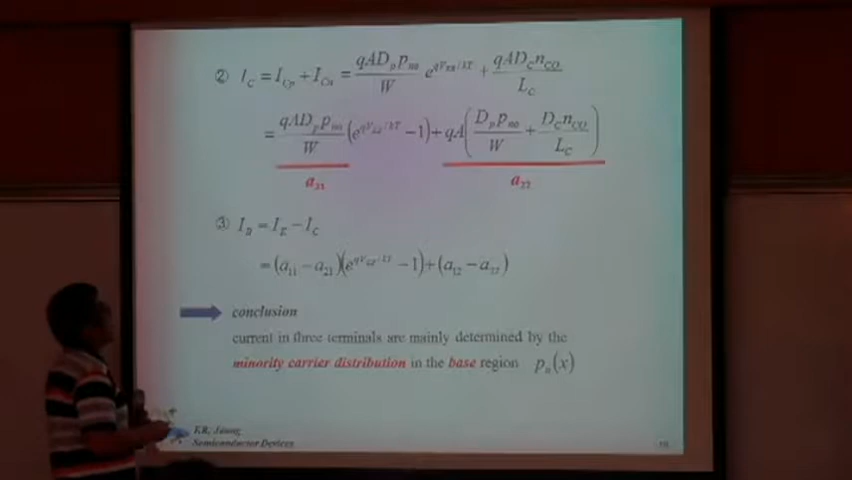 ② I_C = I_Cp + I_Cn = qAD_p p_no / W e^(qV_EB/kT) + qAD_C n_CO / L_C
= qAD_p p_no / W (e^(qV_EB/kT) − 1) + qA( D_p p_no / W + D_C n_CO / L_C )
a_21 a_22
③ I_B = I_E − I_C
= (a_11 − a_21)(e^(qV_EB/kT) − 1) + (a_12 − a_22)
conclusion
current in three terminals are mainly determined by the
minority carrier distribution in the base region p_n(x)
Semiconductor Devices